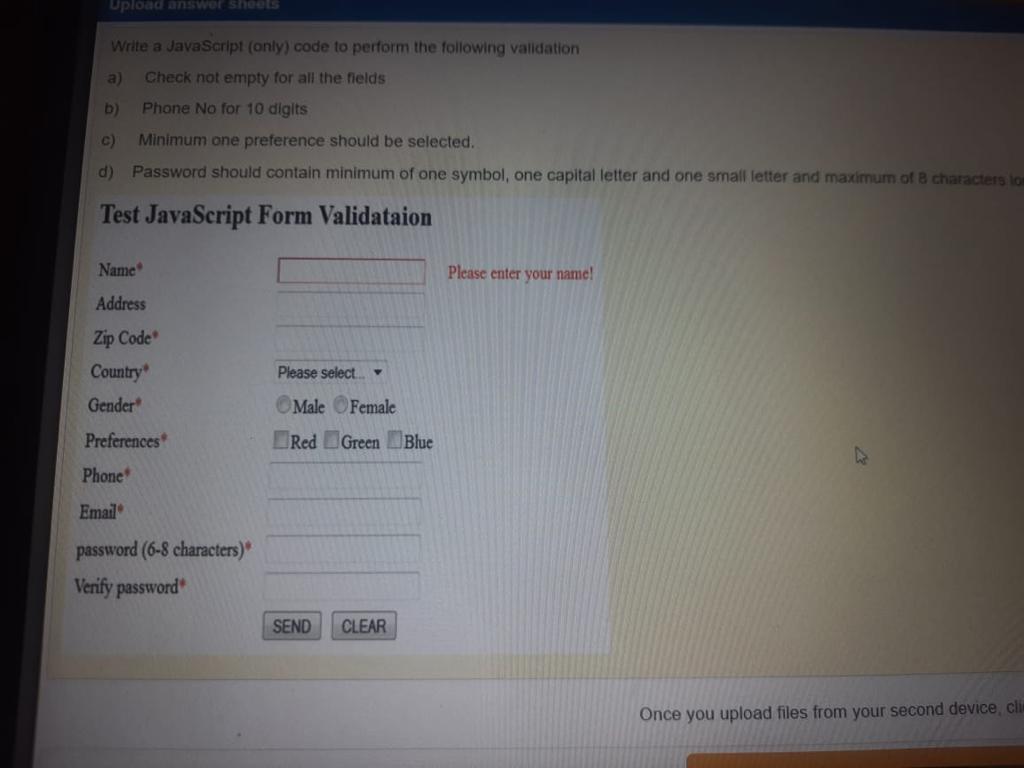 Upload answer sheets
Write a JavaScript (only) code to perform the following validation
a) Check not empty for all the fields
b) Phone No for 10 digits
c) Minimum one preference should be selected.
d) Password should contain minimum of one symbol, one capital letter and one small letter and maximum of 8 characters
Test JavaScript Form Validataion
Name* Please enter your name!
Address
Zip Code*
Country* Please select...
Gender* Male Female
Preferences* Red Green Blue
Phone*
Email*
password (6-8 characters)*
Verify password*
SEND CLEAR
Once you upload files from your second device,